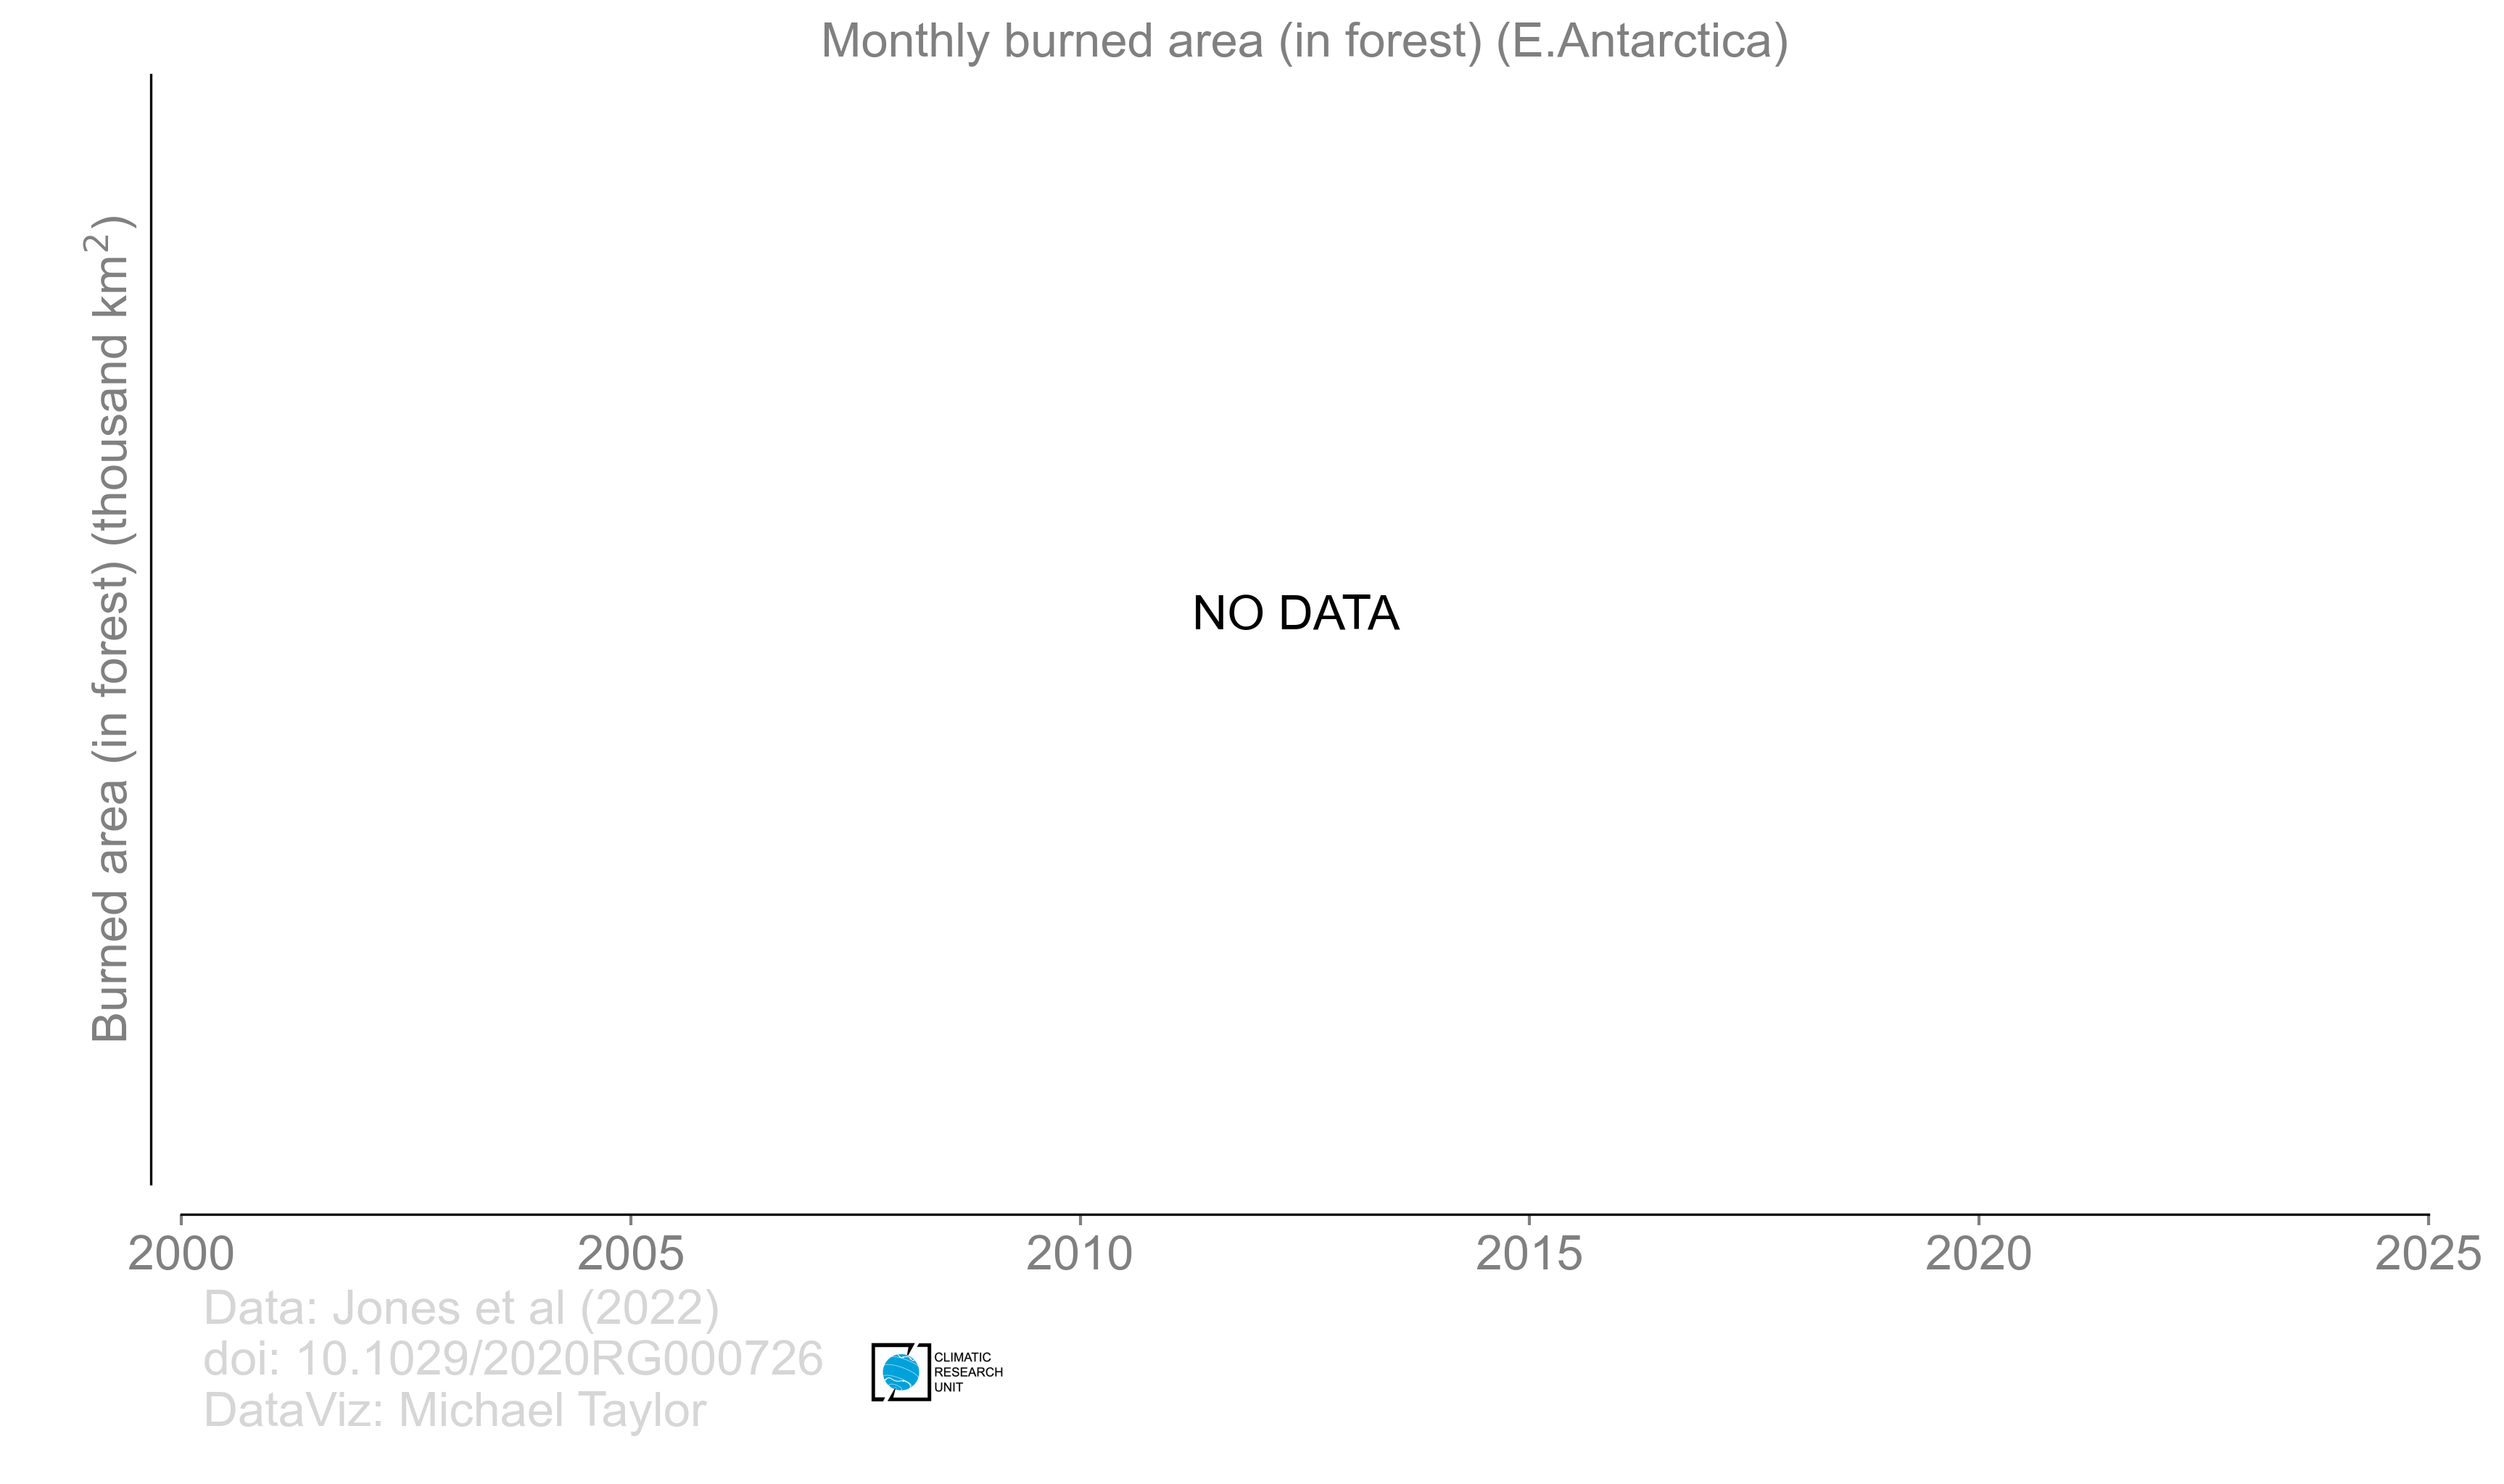 Monthly burned area (in forest) (E.Antarctica)
Burned area (in forest) (thousand km²)
NO DATA
2000 2005 2010 2015 2020 2025
Data: Jones et al (2022)
doi: 10.1029/2020RG000726
DataViz: Michael Taylor
CLIMATIC
RESEARCH
UNIT